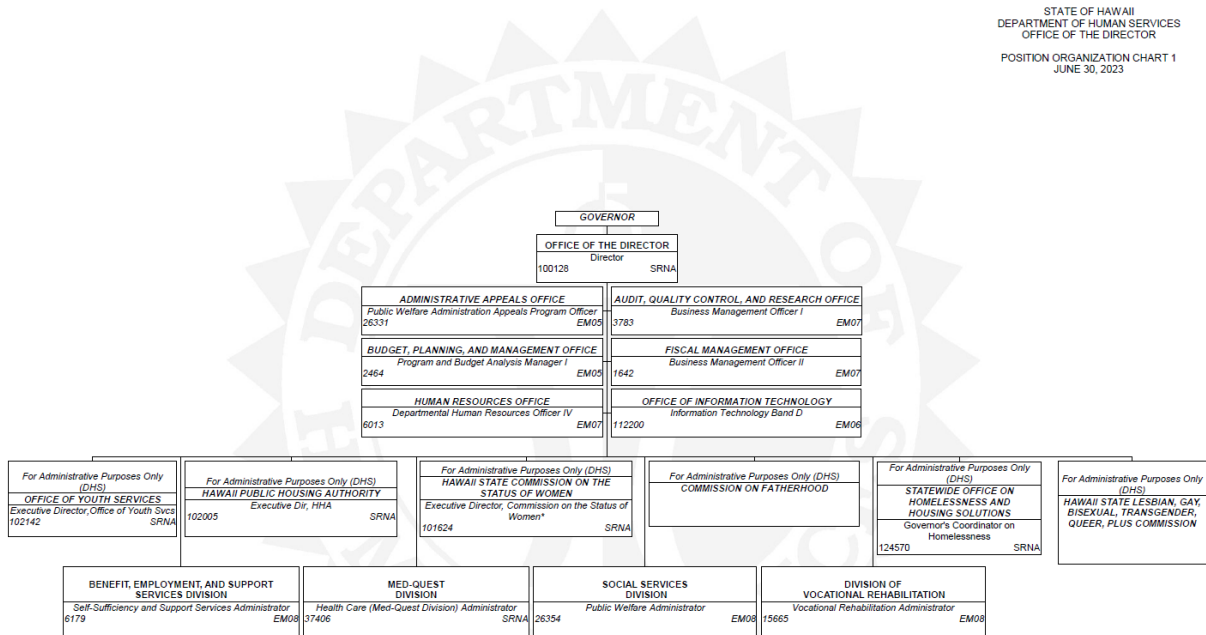 STATE OF HAWAII
DEPARTMENT OF HUMAN SERVICES
OFFICE OF THE DIRECTOR
POSITION ORGANIZATION CHART 1
JUNE 30, 2023
DEPARTMENT OF
GOVERNOR
OFFICE OF THE DIRECTOR
Director
100128 SRNA
ADMINISTRATIVE APPEALS OFFICE
Public Welfare Administration Appeals Program Officer
26331 EM05
AUDIT, QUALITY CONTROL, AND RESEARCH OFFICE
Business Management Officer I
3783 EM07
BUDGET, PLANNING, AND MANAGEMENT OFFICE
Program and Budget Analysis Manager I
2464 EM05
FISCAL MANAGEMENT OFFICE
Business Management Officer II
1642 EM07
HUMAN RESOURCES OFFICE
Departmental Human Resources Officer IV
6013 EM07
OFFICE OF INFORMATION TECHNOLOGY
Information Technology Band D
112200 EM06
For Administrative Purposes Only
(DHS)
OFFICE OF YOUTH SERVICES
Executive Director,Office of Youth Svcs
102142 SRNA
For Administrative Purposes Only (DHS)
HAWAII PUBLIC HOUSING AUTHORITY
Executive Dir, HHA
102005 SRNA
For Administrative Purposes Only (DHS)
HAWAII STATE COMMISSION ON THE
STATUS OF WOMEN
Executive Director, Commission on the Status of
Women*
101624 SRNA
For Administrative Purposes Only (DHS)
COMMISSION ON FATHERHOOD
For Administrative Purposes Only
(DHS)
STATEWIDE OFFICE ON
HOMELESSNESS AND
HOUSING SOLUTIONS
Governor's Coordinator on
Homelessness
124570 SRNA
For Administrative Purposes Only
(DHS)
HAWAII STATE LESBIAN, GAY,
BISEXUAL, TRANSGENDER,
QUEER, PLUS COMMISSION
BENEFIT, EMPLOYMENT, AND SUPPORT
SERVICES DIVISION
Self-Sufficiency and Support Services Administrator
6179 EM08
MED-QUEST
DIVISION
Health Care (Med-Quest Division) Administrator
37406 SRNA
SOCIAL SERVICES
DIVISION
Public Welfare Administrator
26354 EM08
DIVISION OF
VOCATIONAL REHABILITATION
Vocational Rehabilitation Administrator
15665 EM08